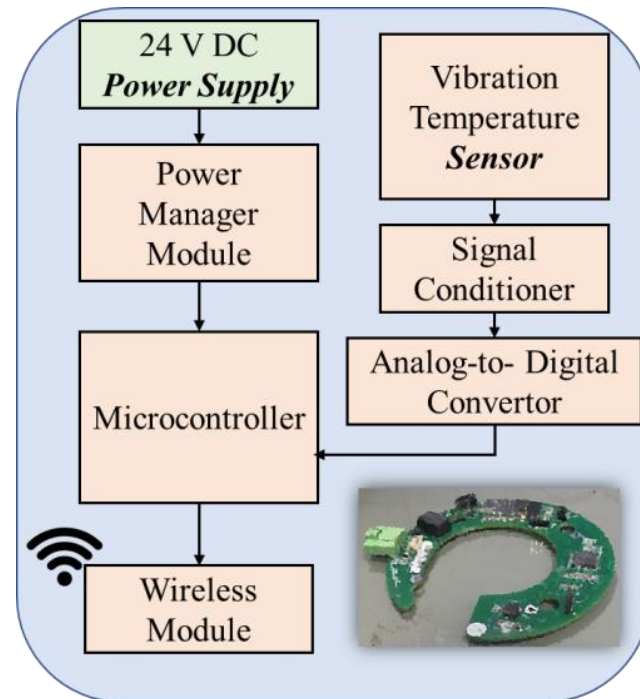 24 V DC
Power Supply
Power
Manager
Module
Microcontroller
Wireless
Module
Vibration
Temperature
Sensor
Signal
Conditioner
Analog-to- Digital
Convertor